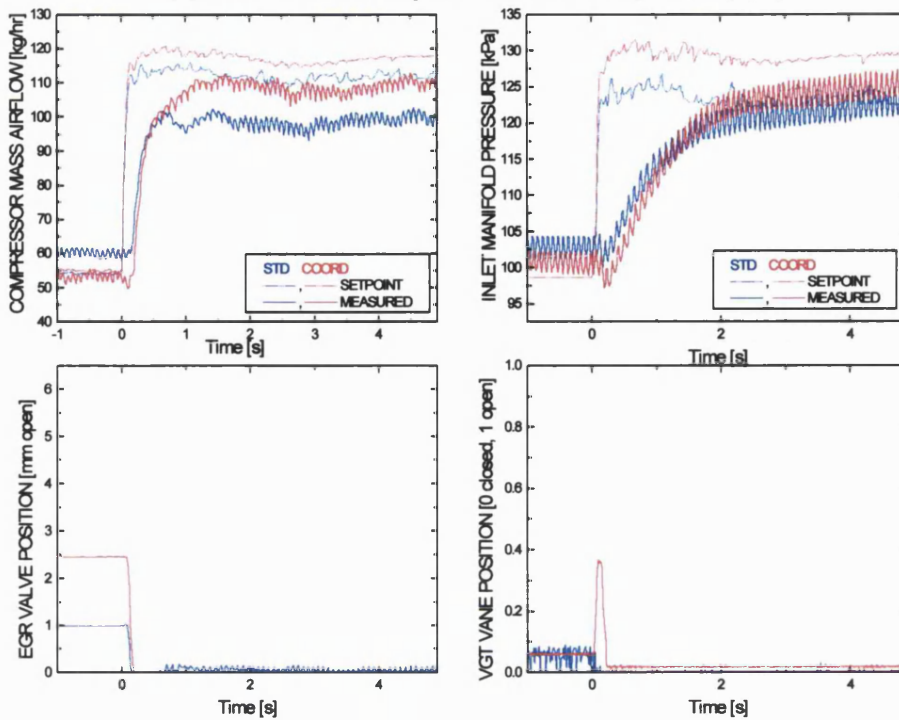 COMPRESSOR MASS AIRFLOW [kg/hr]
130
120
110
100
90
80
70
60
50
40
-1 0 1 2 3 4
Time [s]
STD COORD
, SETPOINT
, MEASURED
INLET MANIFOLD PRESSURE [kPa]
135
130
125
120
115
110
105
100
95
0 2 4
Time [s]
STD COORD
, SETPOINT
, MEASURED
EGR VALVE POSITION [mm open]
6
5
4
3
2
1
0
0 2 4
Time [s]
VGT VANE POSITION [0 closed, 1 open]
1.0
0.8
0.6
0.4
0.2
0.0
0 2 4
Time [s]